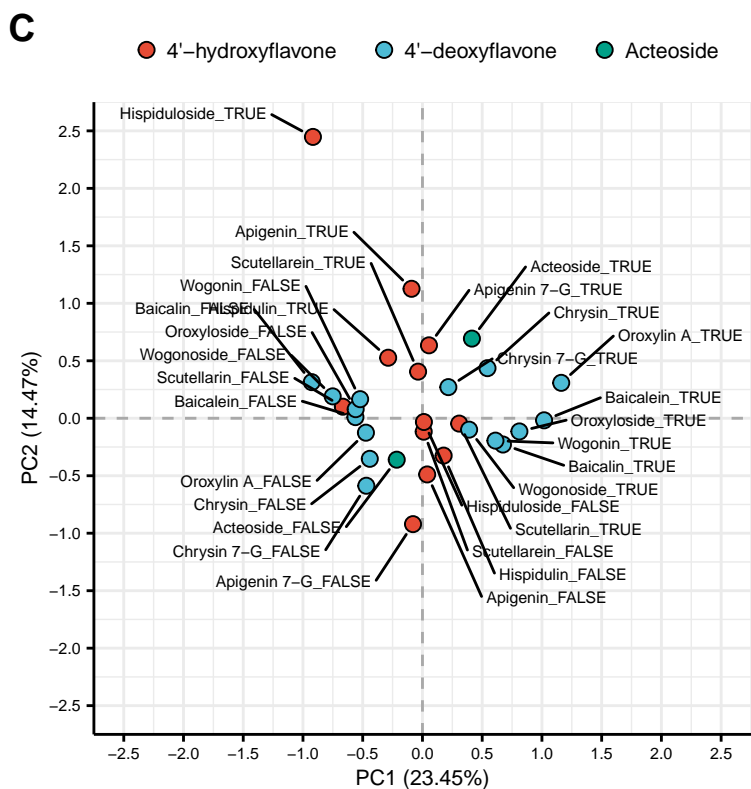 C
4'−hydroxyflavone
4'−deoxyflavone
Acteoside
Hispiduloside_TRUE
Apigenin_TRUE
Scutellarein_TRUE
Acteoside_TRUE
Wogonin_FALSE
Apigenin 7−G_TRUE
Baicalin_FALSE
Hispidulin_TRUE
Chrysin_TRUE
Oroxyloside_FALSE
Oroxylin A_TRUE
Wogonoside_FALSE
Chrysin 7−G_TRUE
Scutellarin_FALSE
Baicalein_FALSE
Baicalein_TRUE
Oroxyloside_TRUE
Wogonin_TRUE
Baicalin_TRUE
Oroxylin A_FALSE
Wogonoside_TRUE
Chrysin_FALSE
Hispiduloside_FALSE
Acteoside_FALSE
Scutellarin_TRUE
Chrysin 7−G_FALSE
Scutellarein_FALSE
Apigenin 7−G_FALSE
Hispidulin_FALSE
Apigenin_FALSE
2.5
2.0
1.5
1.0
0.5
0.0
−0.5
−1.0
−1.5
−2.0
−2.5
PC2 (14.47%)
−2.5 −2.0 −1.5 −1.0 −0.5 0.0 0.5 1.0 1.5 2.0 2.5
PC1 (23.45%)